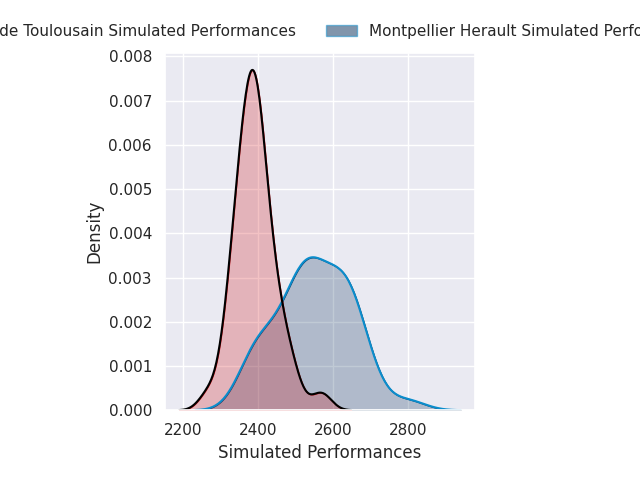 de Toulousain Simulated Performances
Montpellier Herault Simulated
0.008
0.007
0.006
0.005
0.004
0.003
0.002
0.001
0.000
Density
2200 2400 2600 2800
Simulated Performances